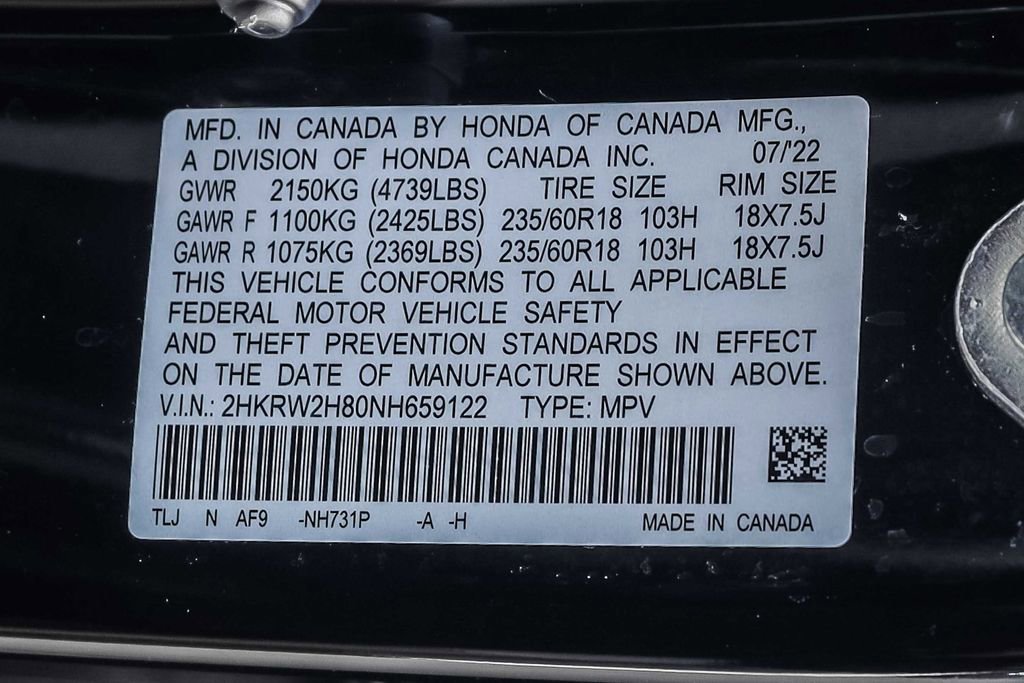 MFD. IN CANADA BY HONDA OF CANADA MFG.,
A DIVISION OF HONDA CANADA INC. 07/'22
GVWR 2150KG (4739LBS) TIRE SIZE RIM SIZE
GAWR F 1100KG (2425LBS) 235/60R18 103H 18X7.5J
GAWR R 1075KG (2369LBS) 235/60R18 103H 18X7.5J
THIS VEHICLE CONFORMS TO ALL APPLICABLE
FEDERAL MOTOR VEHICLE SAFETY
AND THEFT PREVENTION STANDARDS IN EFFECT
ON THE DATE OF MANUFACTURE SHOWN ABOVE.
V.I.N.: 2HKRW2H80NH659122 TYPE: MPV
TLJ N AF9 -NH731P -A -H MADE IN CANADA